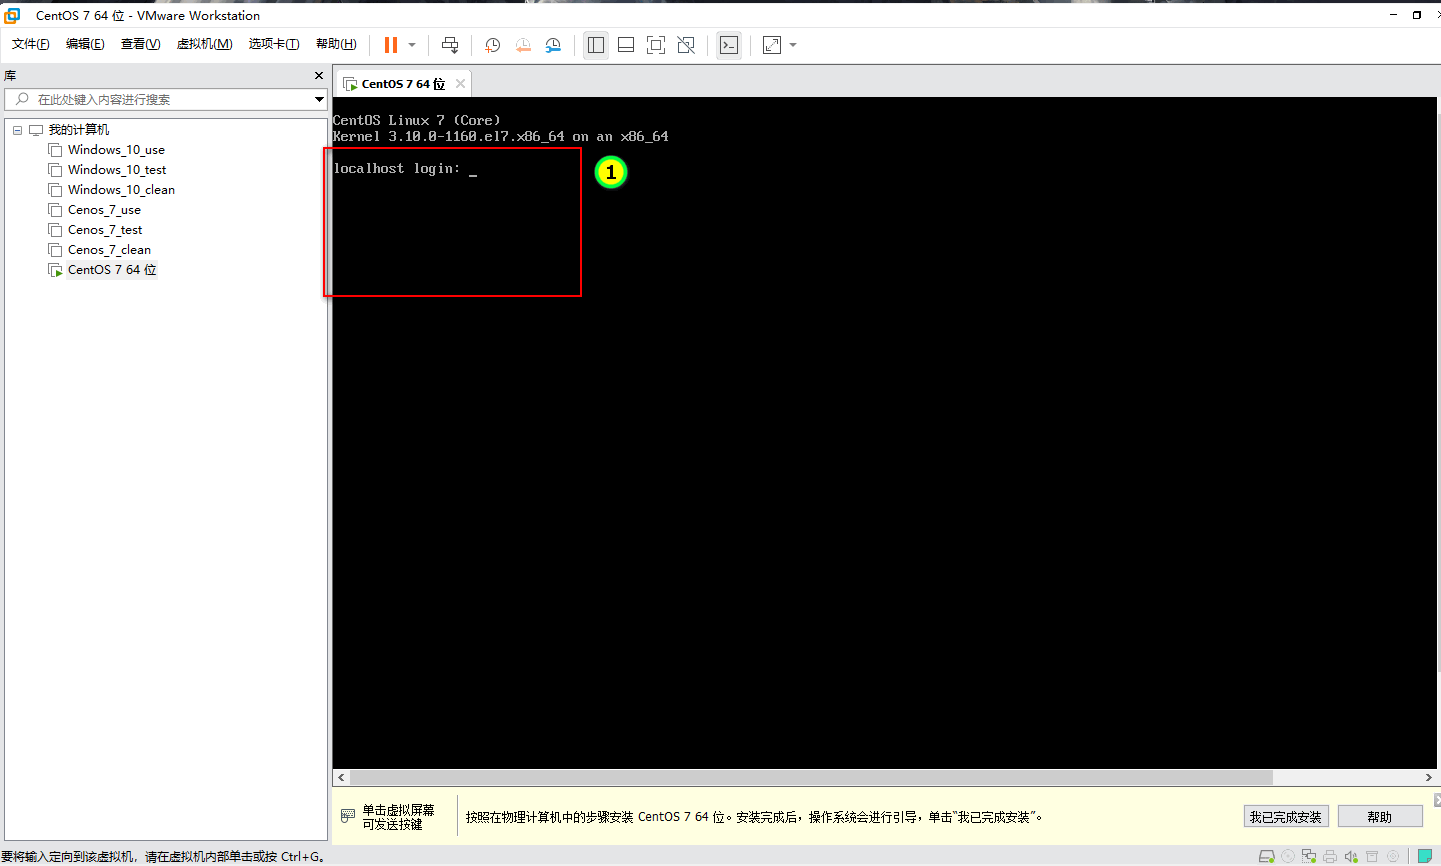 CentOS 7 64 位 - VMware Workstation
文件(F) 编辑(E) 查看(V) 虚拟机(M) 选项卡(T) 帮助(H)
库
在此处键入内容进行搜索
我的计算机
Windows_10_use
Windows_10_test
Windows_10_clean
Cenos_7_use
Cenos_7_test
Cenos_7_clean
CentOS 7 64 位
CentOS 7 64 位
CentOS Linux 7 (Core)
Kernel 3.10.0-1160.el7.x86_64 on an x86_64
localhost login: _
1
单击虚拟屏幕
可发送按键
按照在物理计算机中的步骤安装 CentOS 7 64 位。安装完成后，操作系统会进行引导，单击“我已完成安装”。
我已完成安装
帮助
要将输入定向到该虚拟机，请在虚拟机内部单击或按 Ctrl+G。